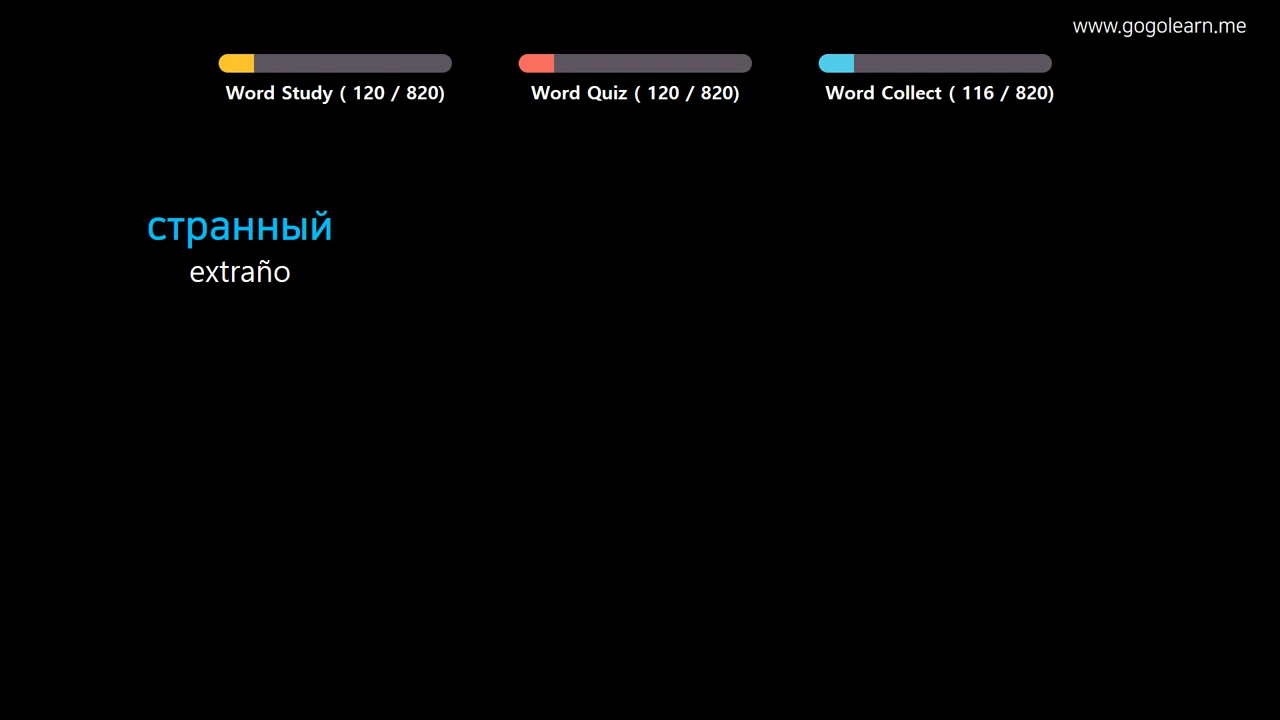 www.gogolearn.me
Word Study ( 120 / 820)
Word Quiz ( 120 / 820)
Word Collect ( 116 / 820)
странный
extraño